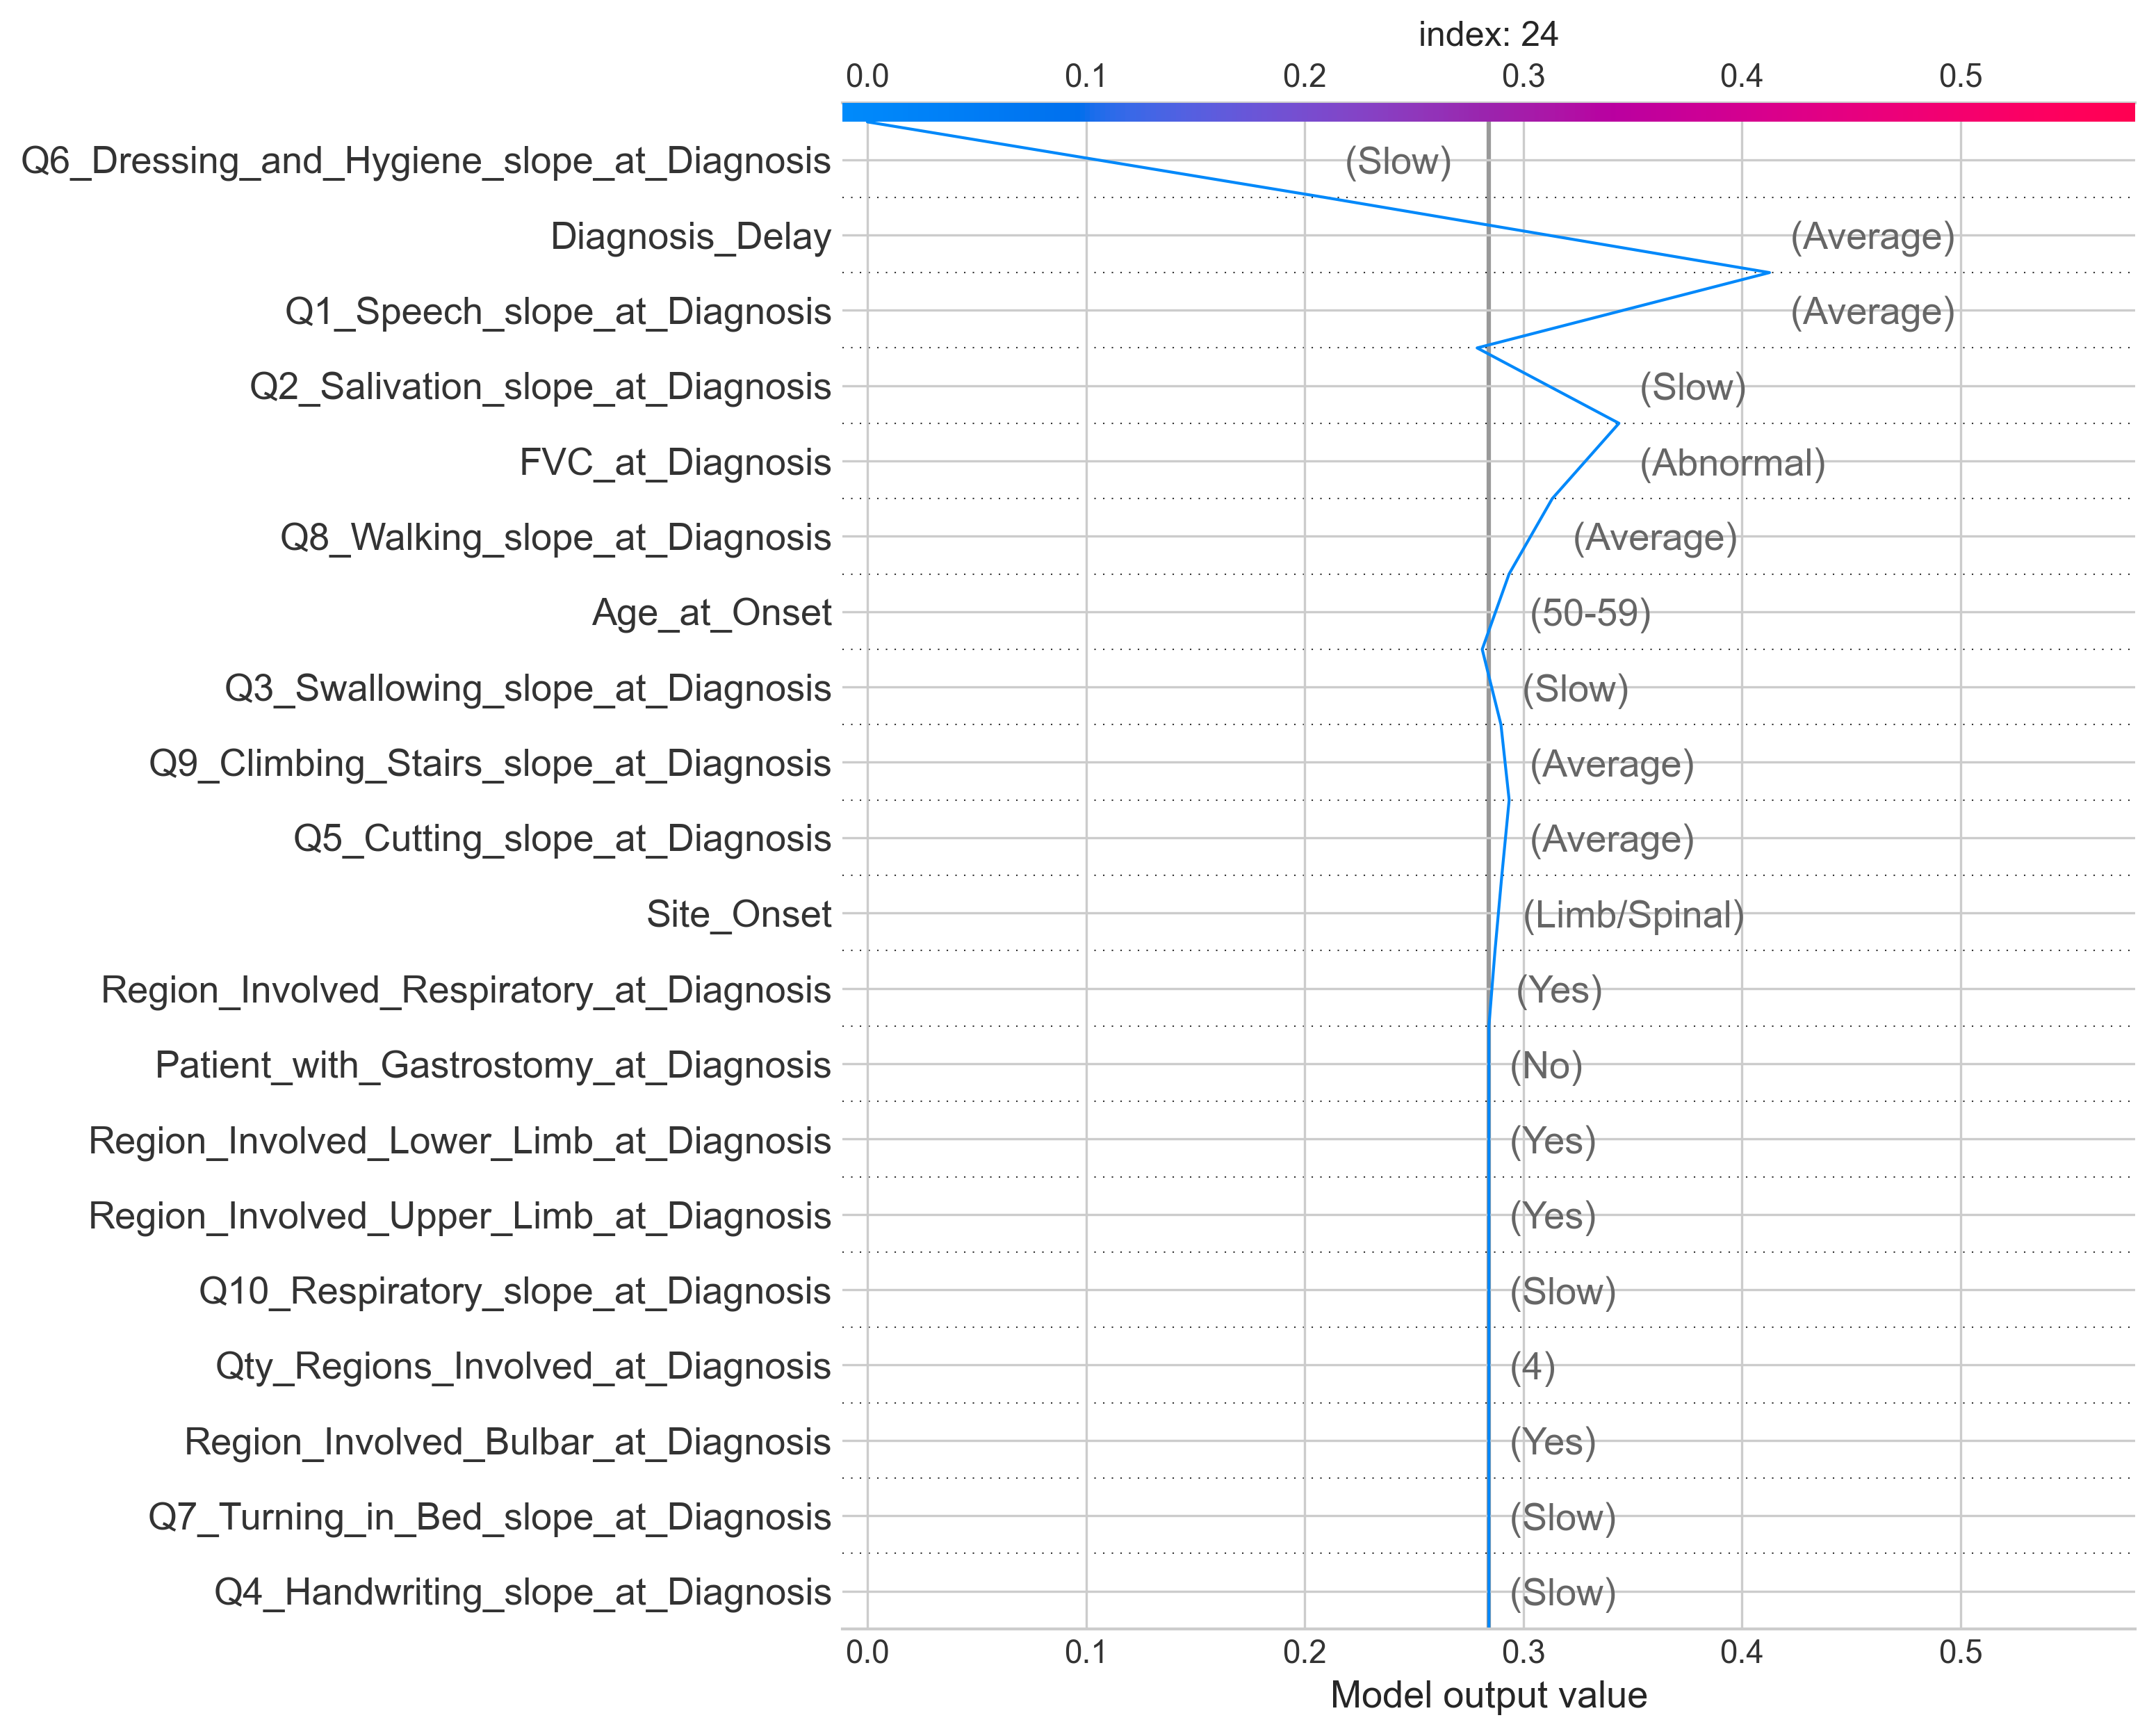 index: 24
0.0 0.1 0.2 0.3 0.4 0.5
Q6_Dressing_and_Hygiene_slope_at_Diagnosis (Slow)
Diagnosis_Delay (Average)
Q1_Speech_slope_at_Diagnosis (Average)
Q2_Salivation_slope_at_Diagnosis (Slow)
FVC_at_Diagnosis (Abnormal)
Q8_Walking_slope_at_Diagnosis (Average)
Age_at_Onset (50-59)
Q3_Swallowing_slope_at_Diagnosis (Slow)
Q9_Climbing_Stairs_slope_at_Diagnosis (Average)
Q5_Cutting_slope_at_Diagnosis (Average)
Site_Onset (Limb/Spinal)
Region_Involved_Respiratory_at_Diagnosis (Yes)
Patient_with_Gastrostomy_at_Diagnosis (No)
Region_Involved_Lower_Limb_at_Diagnosis (Yes)
Region_Involved_Upper_Limb_at_Diagnosis (Yes)
Q10_Respiratory_slope_at_Diagnosis (Slow)
Qty_Regions_Involved_at_Diagnosis (4)
Region_Involved_Bulbar_at_Diagnosis (Yes)
Q7_Turning_in_Bed_slope_at_Diagnosis (Slow)
Q4_Handwriting_slope_at_Diagnosis (Slow)
0.0 0.1 0.2 0.3 0.4 0.5
Model output value